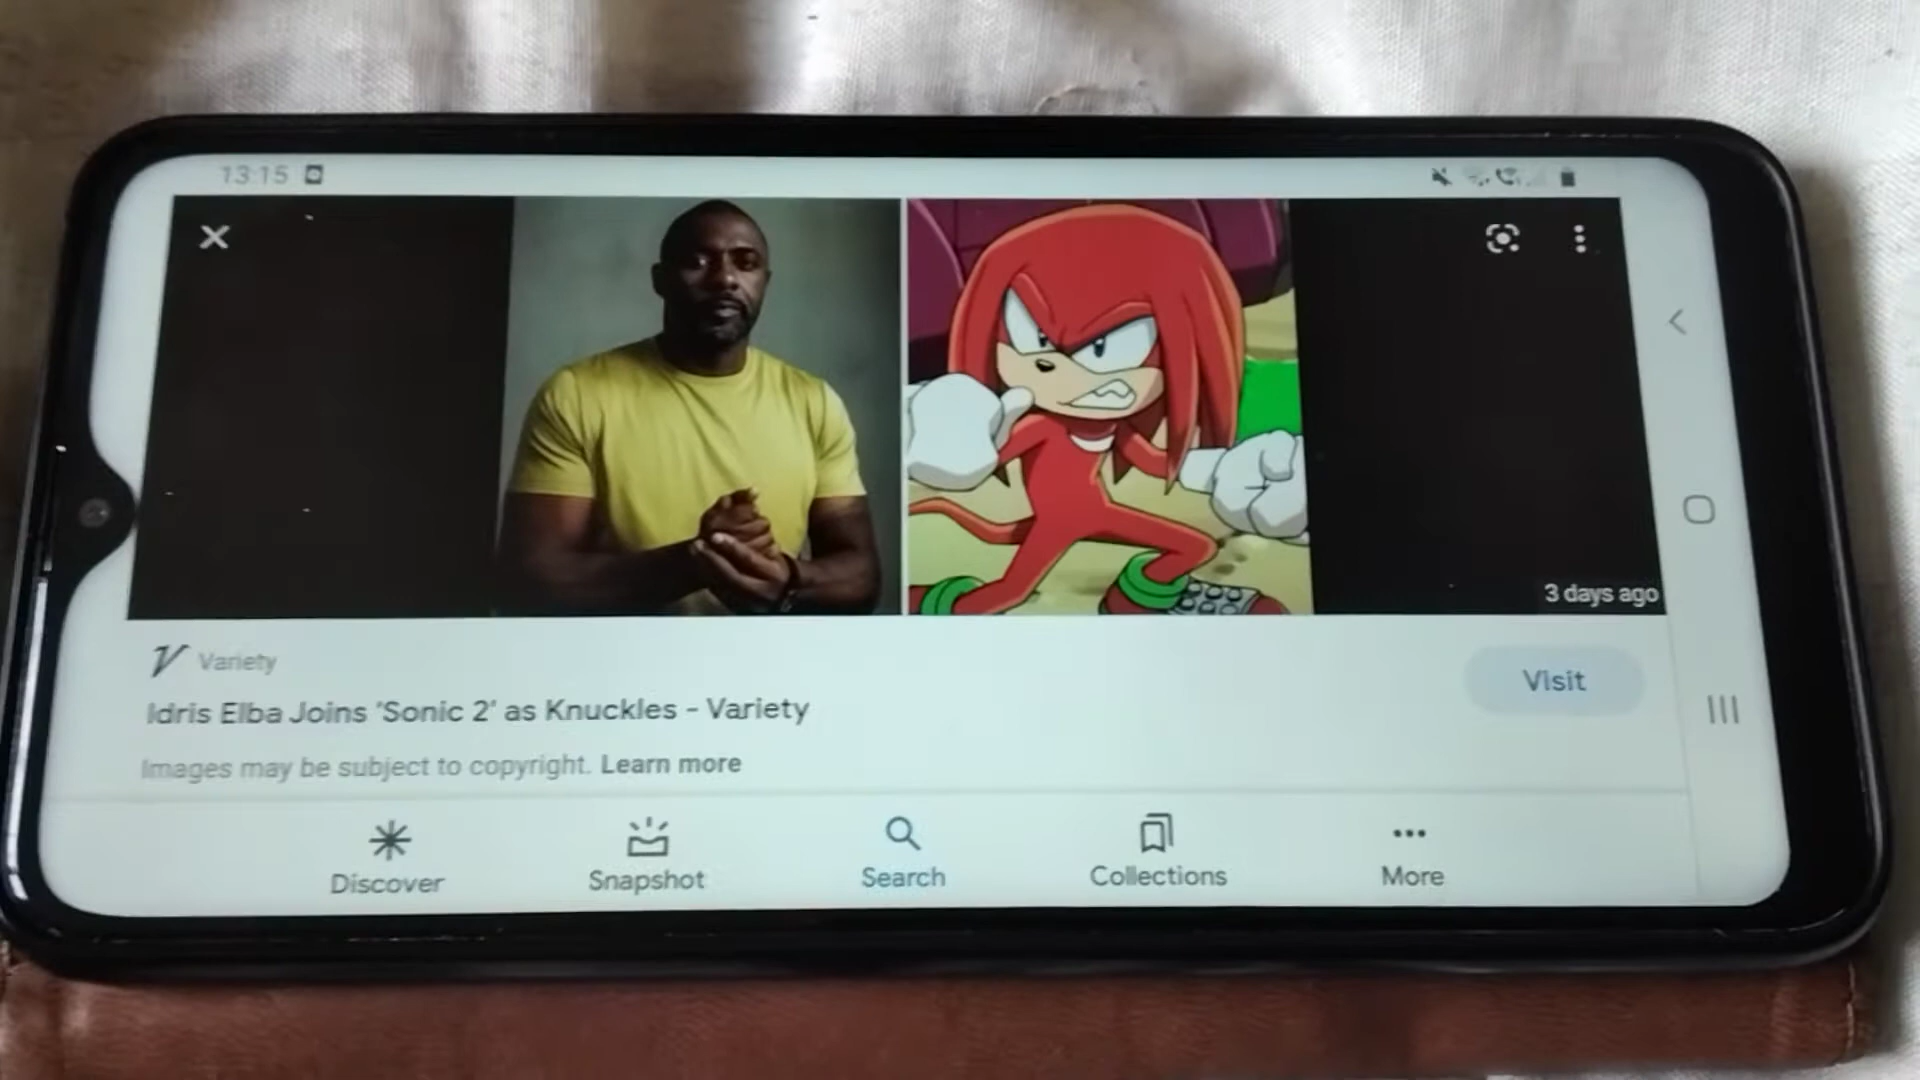 13:15
3 days ago
Variety
Visit
Idris Elba Joins 'Sonic 2' as Knuckles - Variety
Images may be subject to copyright. Learn more
Discover
Snapshot
Search
Collections
More